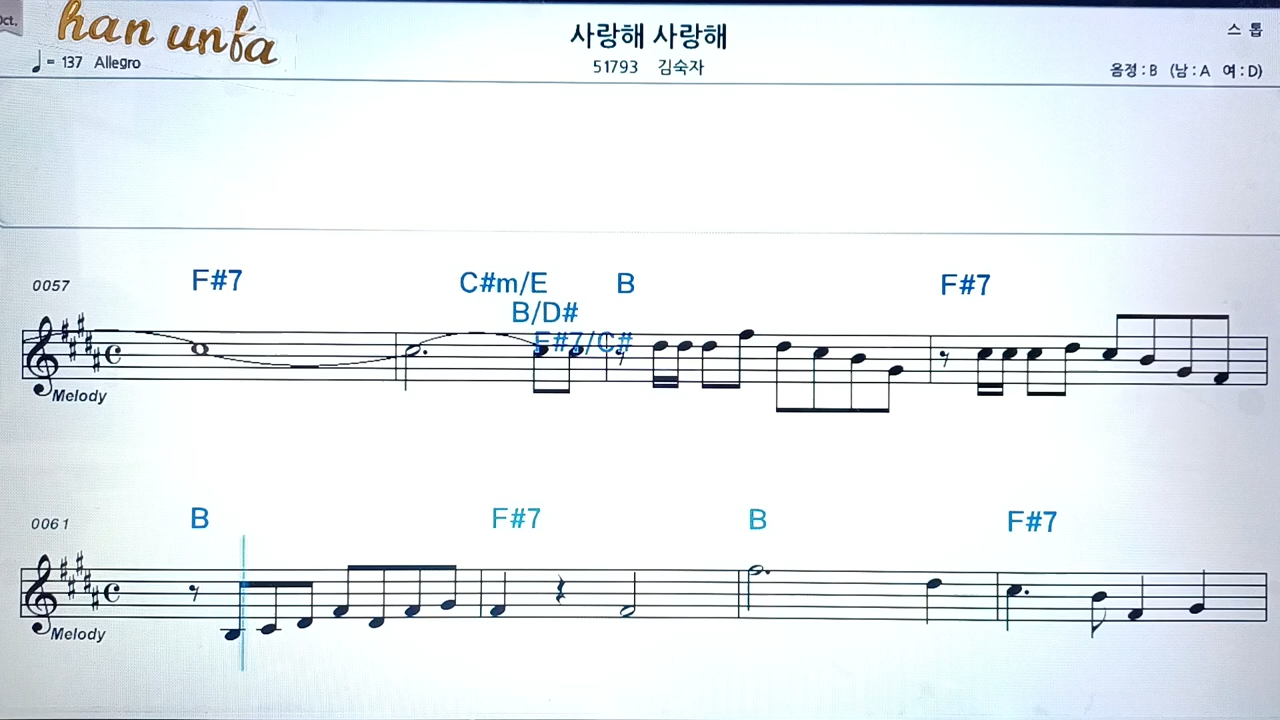 Oct.
han unfa
사랑해 사랑해
스톱
= 137 Allegro
51793 김숙자
음정 : B (남 : A 여 : D)
0057
F#7
C#m/E
B
F#7
B/D#
F#7/C#
Melody
0061
B
F#7
B
F#7
Melody